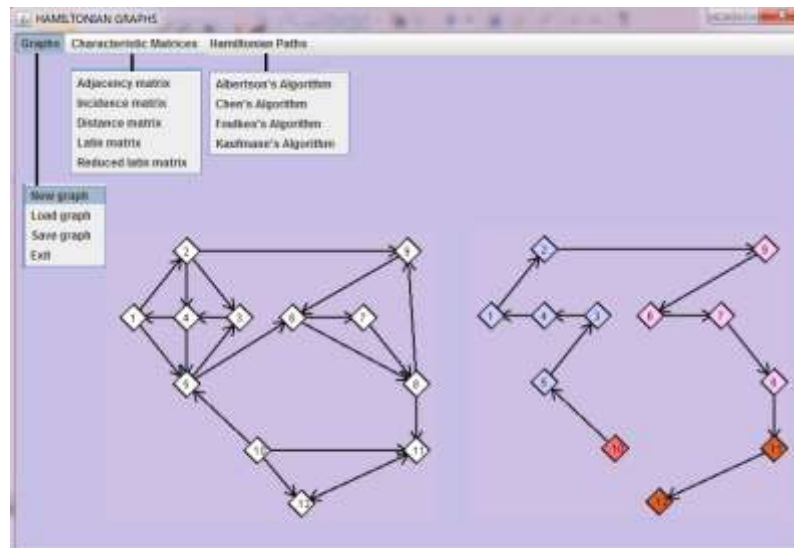 HAMILTONIAN GRAPHS
Graphs Characteristic Matrices Hamiltonian Paths
Adjacency matrix
Incidence matrix
Distance matrix
Latin matrix
Reduced latin matrix
Albertson's Algorithm
Chen's Algorithm
Foulkes's Algorithm
Kaufmann's Algorithm
New graph
Load graph
Save graph
Exit
2 9
1 4 3 6 7
5 8
10 11
12
2 9
1 4 3 6 7
5 8
10 11
12